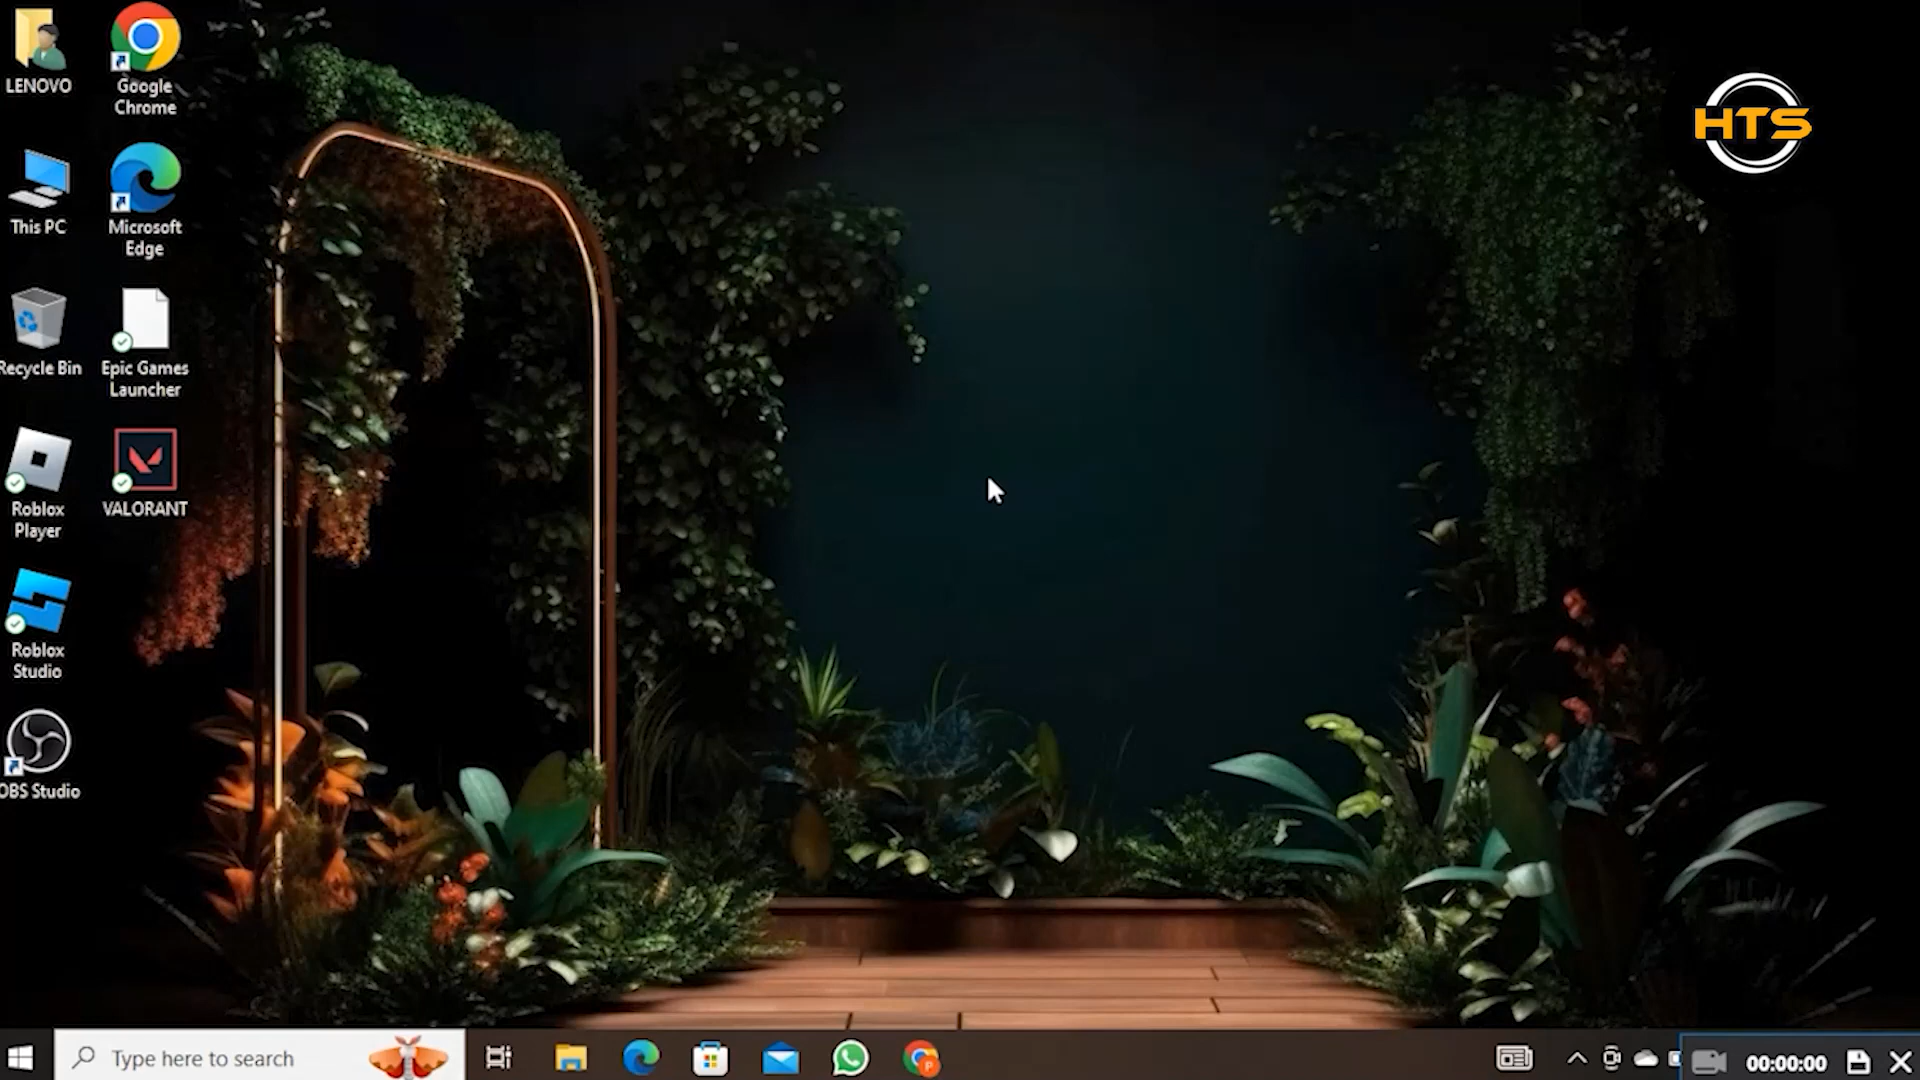 LENOVO
Google
Chrome
HTS
This PC
Microsoft
Edge
Recycle Bin
Epic Games
Launcher
Roblox
Player
VALORANT
Roblox
Studio
OBS Studio
Type here to search
P
00:00:00